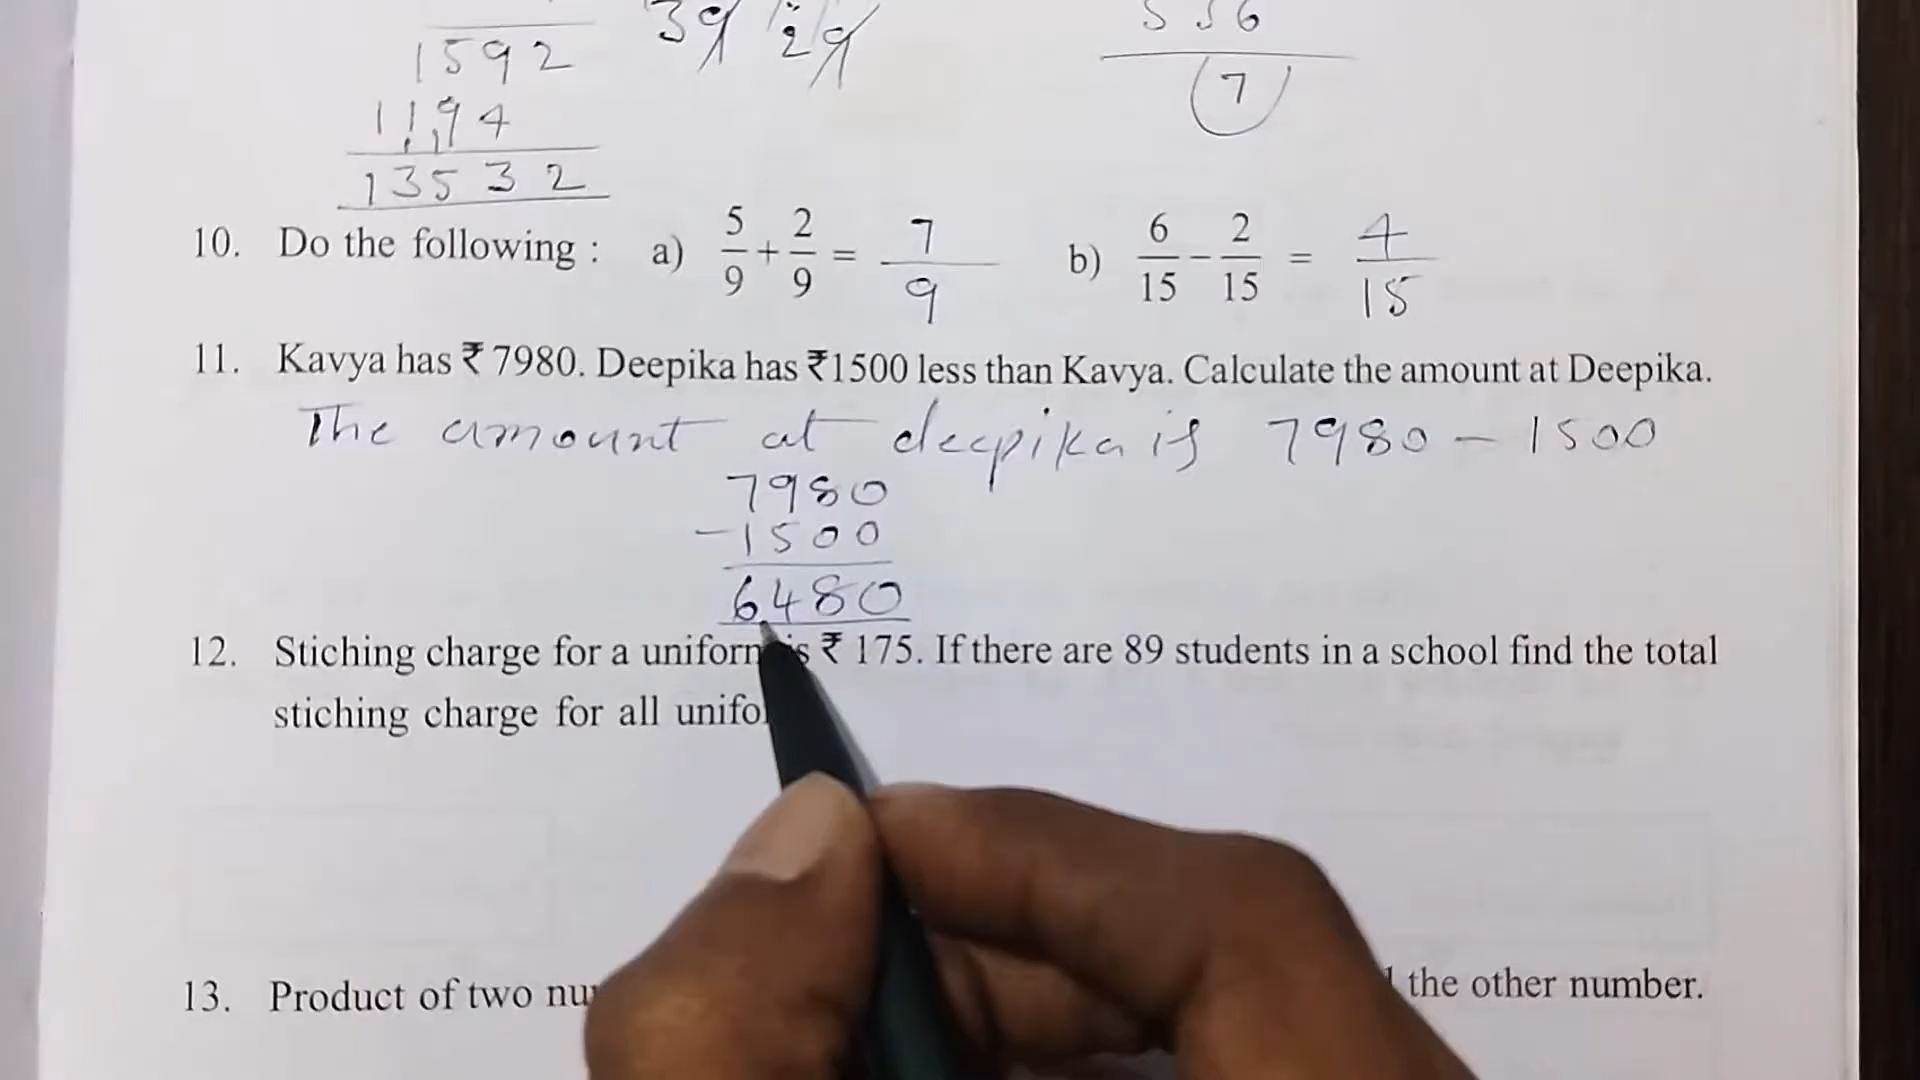 1592
1194
13532
39 29
556
7
10. Do the following : a) 5/9 + 2/9 = 7/9 b) 6/15 − 2/15 = 4/15
11. Kavya has ₹ 7980. Deepika has ₹1500 less than Kavya. Calculate the amount at Deepika.
The amount at deepika is 7980 - 1500
7980
-1500
6480
12. Stiching charge for a uniform is ₹ 175. If there are 89 students in a school find the total
stiching charge for all
13. Product of two the other number.